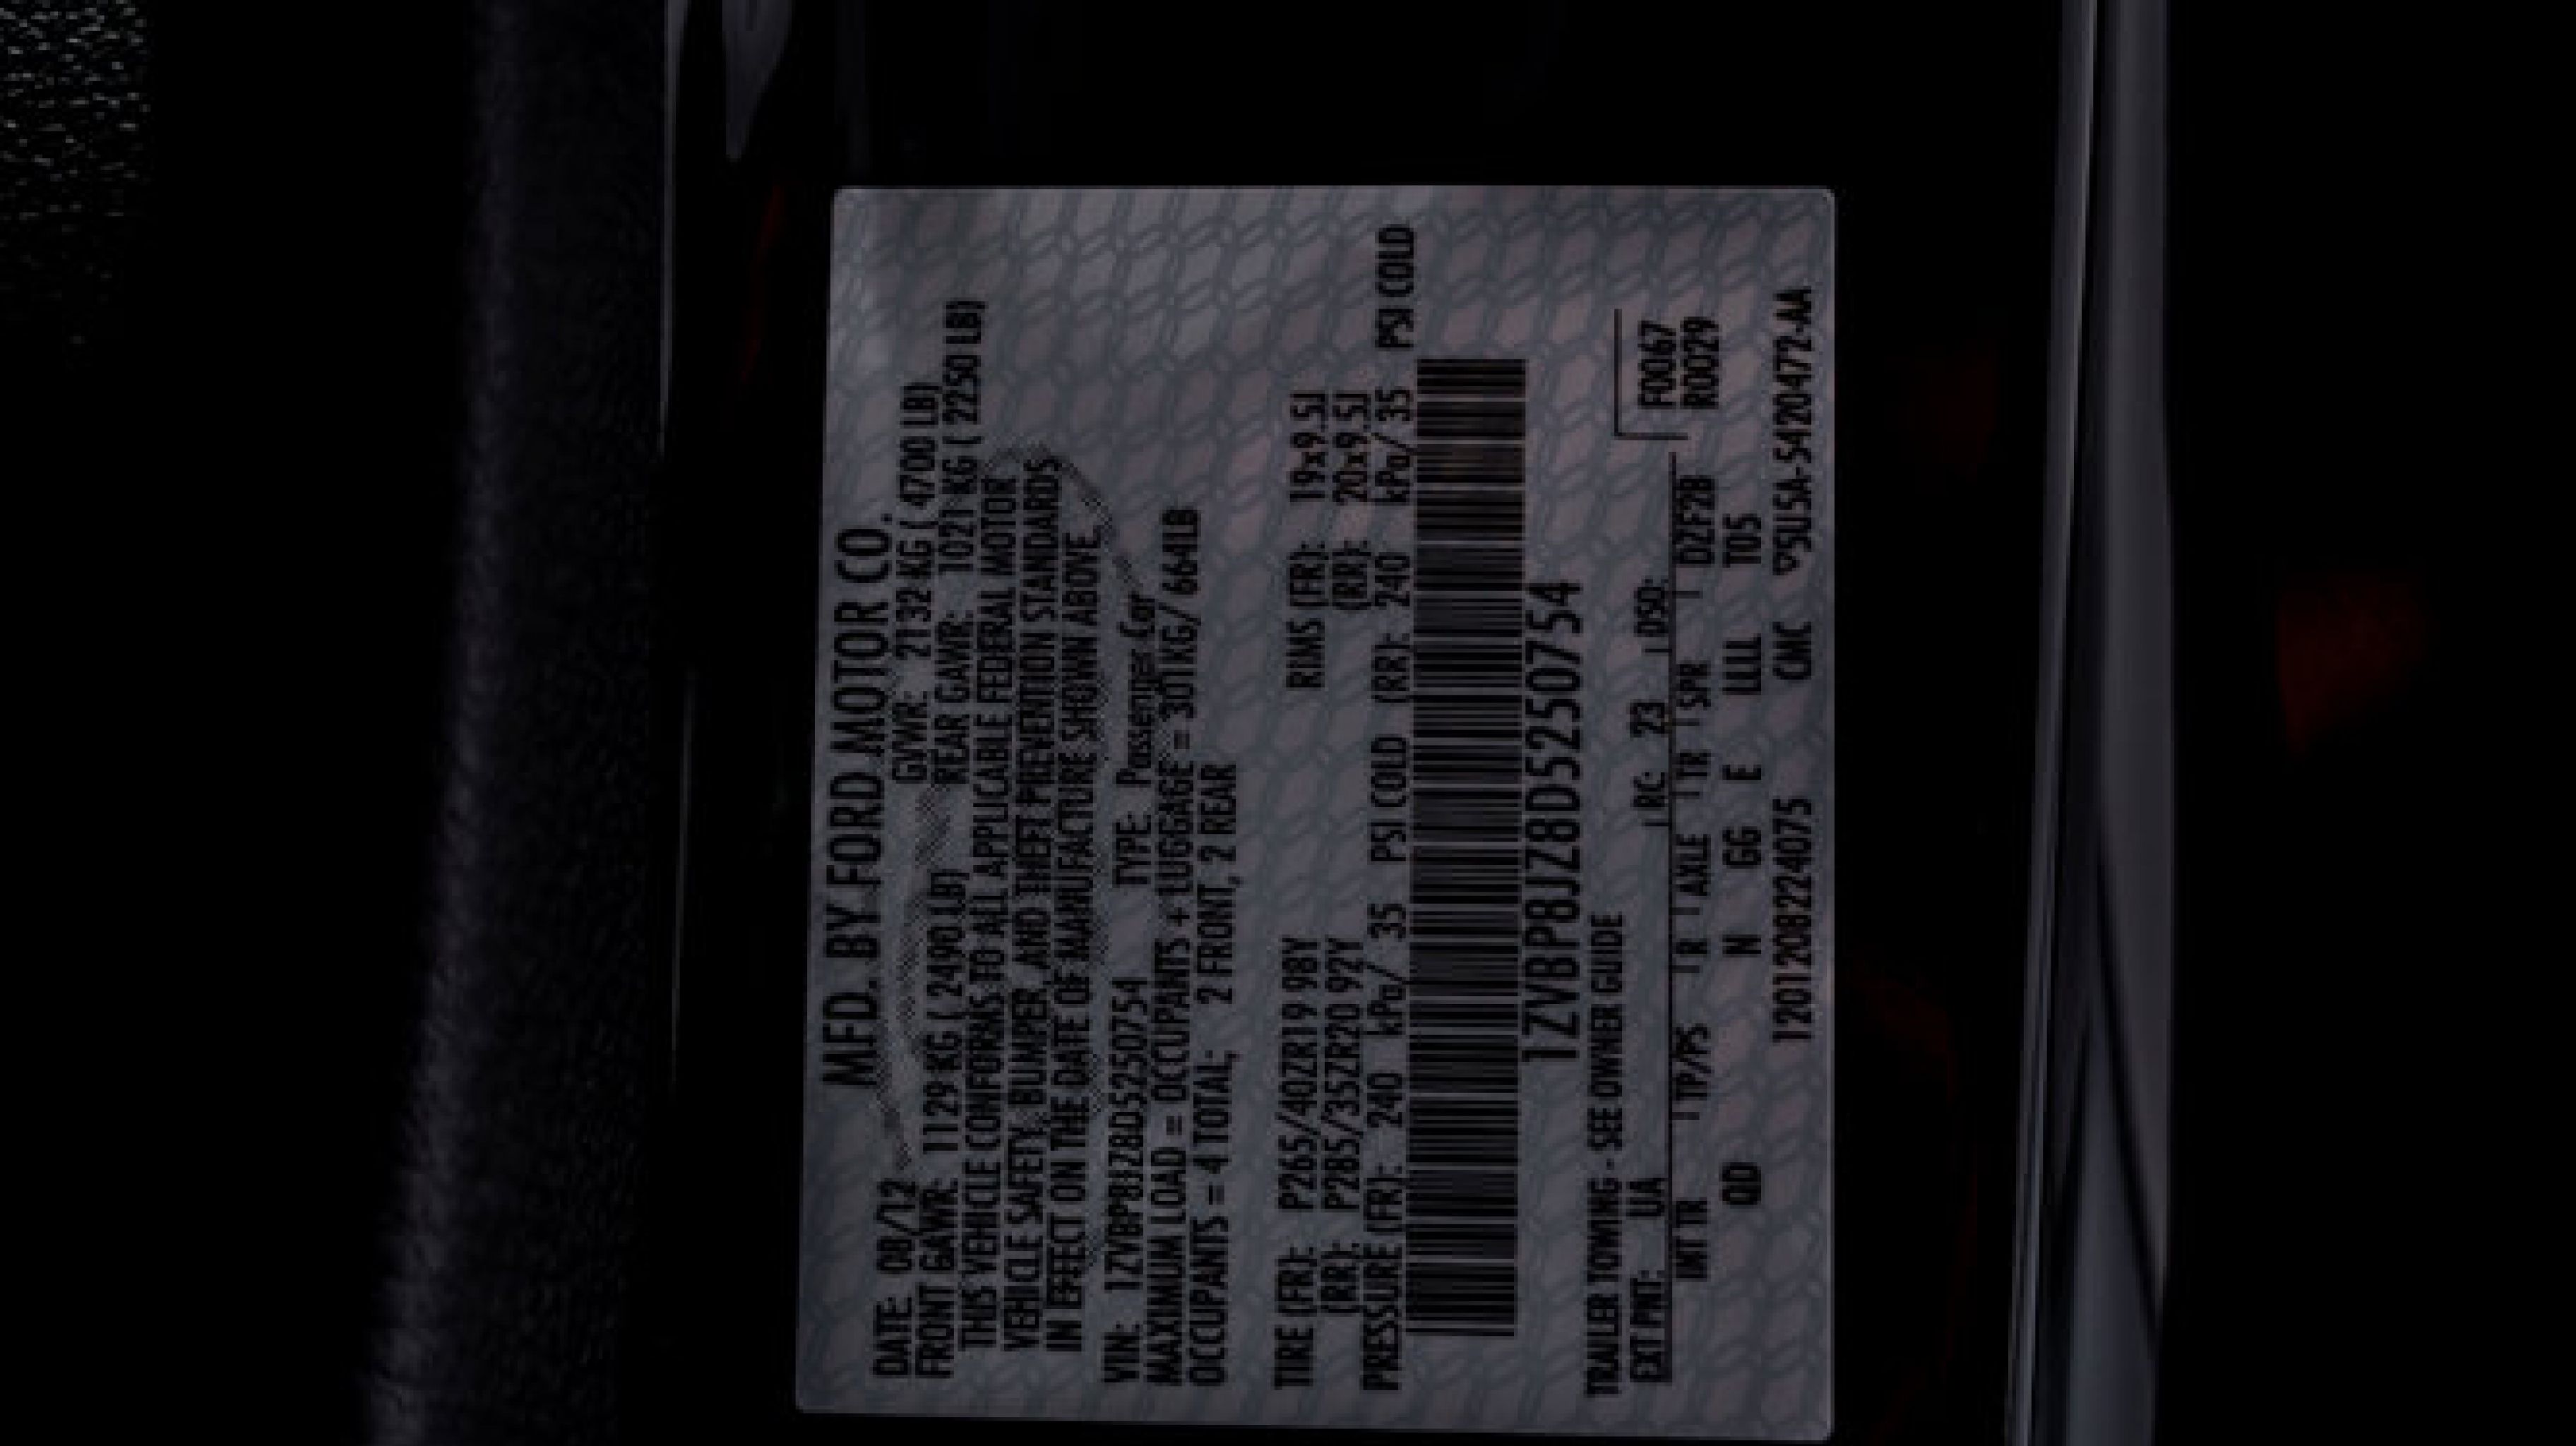 MFD. BY FORD MOTOR CO.
DATE: 08/12 GVWR: 2132 KG ( 4700 LB)
FRONT GAWR: 1129 KG ( 2490 LB) REAR GAWR: 1021 KG ( 2250 LB)
THIS VEHICLE CONFORMS TO ALL APPLICABLE FEDERAL MOTOR
VEHICLE SAFETY, BUMPER, AND THEFT PREVENTION STANDARDS
IN EFFECT ON THE DATE OF MANUFACTURE SHOWN ABOVE.
VIN: 1ZVBP8JZ8D5250754 TYPE: Passenger Car
MAXIMUM LOAD = OCCUPANTS + LUGGAGE = 301KG/ 664LB
OCCUPANTS = 4 TOTAL; 2 FRONT, 2 REAR
TIRE (FR): P265/40ZR19 98Y RIMS (FR): 19x9.5J
(RR): P285/35ZR20 92Y (RR): 20x9.5J
PRESSURE (FR): 240 kPa/ 35 PSI COLD (RR): 240 kPa/ 35 PSI COLD
1ZVBP8JZ8D5250754
TRAILER TOWING - SEE OWNER GUIDE
EXT PNT: UA RC: 23 DSO: F0067
R0029
INT TR TP/PS R AXLE TR SPR DZF2B
QD N GG E LLLL T05
1201208224075 CMC ▽5U5A-5420472-AA